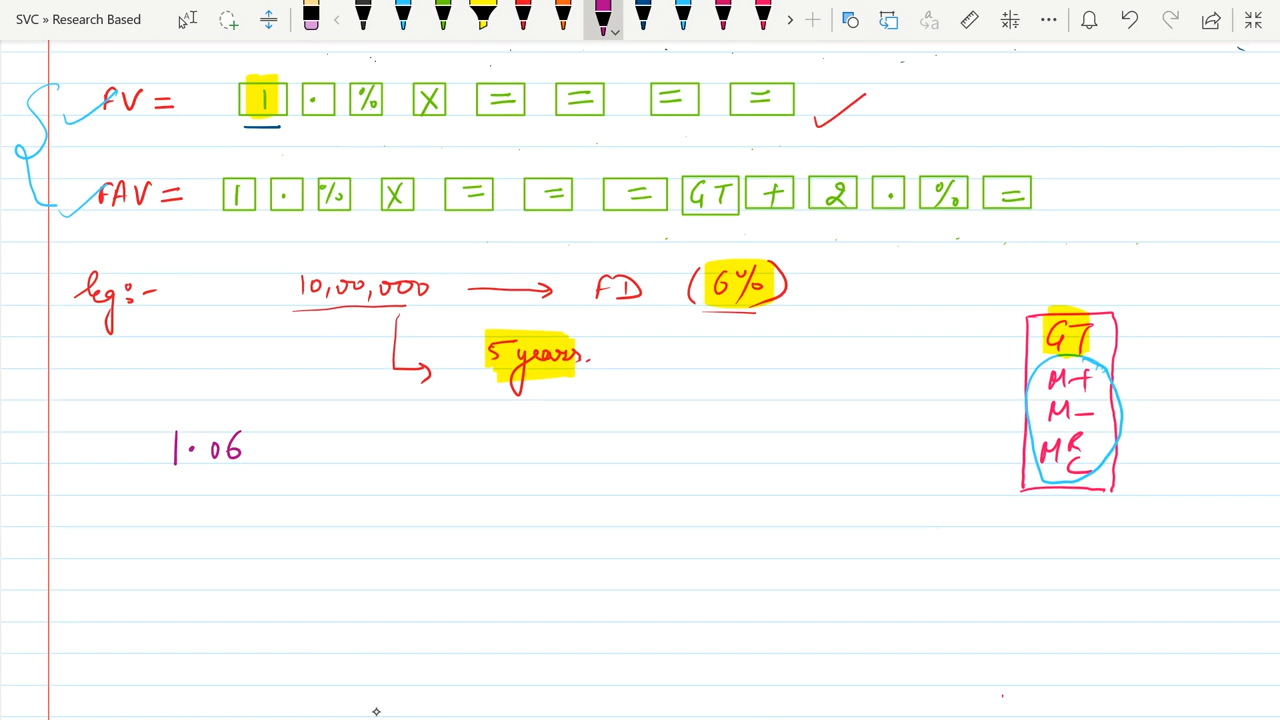 SVC » Research Based
FV = 1 . % X = = = =
FAV = 1 . % X = = = GT + 2 . % =
eg:- 10,00,000 → FD (6%)
5 years.
GT
M+
M-
MRC
1.06